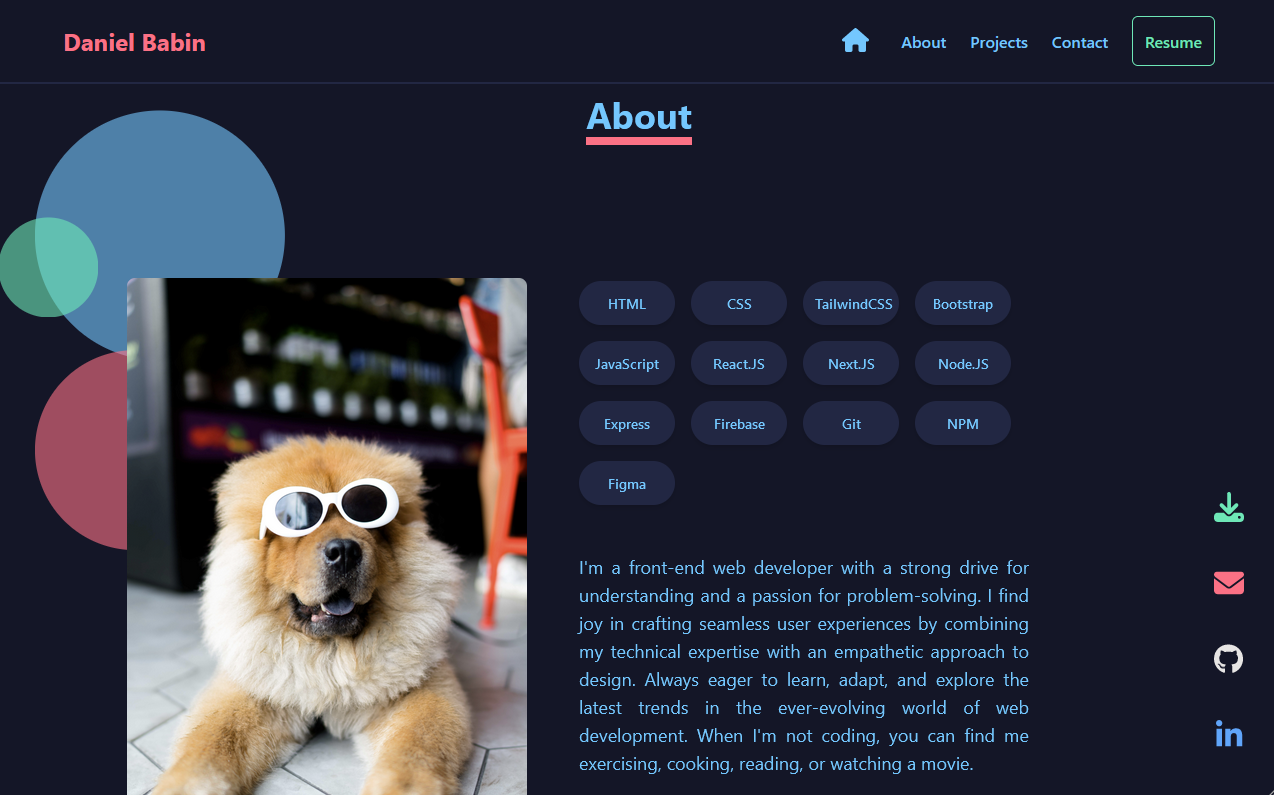 Daniel Babin
About
Projects
Contact
Resume
About
HTML
CSS
TailwindCSS
Bootstrap
JavaScript
React.JS
Next.JS
Node.JS
Express
Firebase
Git
NPM
Figma
I'm a front-end web developer with a strong drive for
understanding and a passion for problem-solving. I find
joy in crafting seamless user experiences by combining
my technical expertise with an empathetic approach to
design. Always eager to learn, adapt, and explore the
latest trends in the ever-evolving world of web
development. When I'm not coding, you can find me
exercising, cooking, reading, or watching a movie.
in